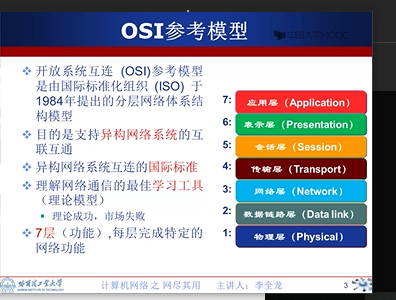 OSI参考模型
中国大学MOOC
❖ 开放系统互连 (OSI)参考模型
是由国际标准化组织 (ISO) 于
1984年提出的分层网络体系结
构模型
❖ 目的是支持异构网络系统的互
联互通
❖ 异构网络系统互连的国际标准
❖ 理解网络通信的最佳学习工具
（理论模型）
▪ 理论成功，市场失败
❖ 7层（功能）,每层完成特定的
网络功能
7: 应用层（Application）
6: 表示层（Presentation）
5: 会话层（Session）
4: 传输层（Transport）
3: 网络层（Network）
2: 数据链路层（Data link）
1: 物理层（Physical）
哈尔滨工业大学
计算机网络 之 网尽其用 主讲人：李全龙
3